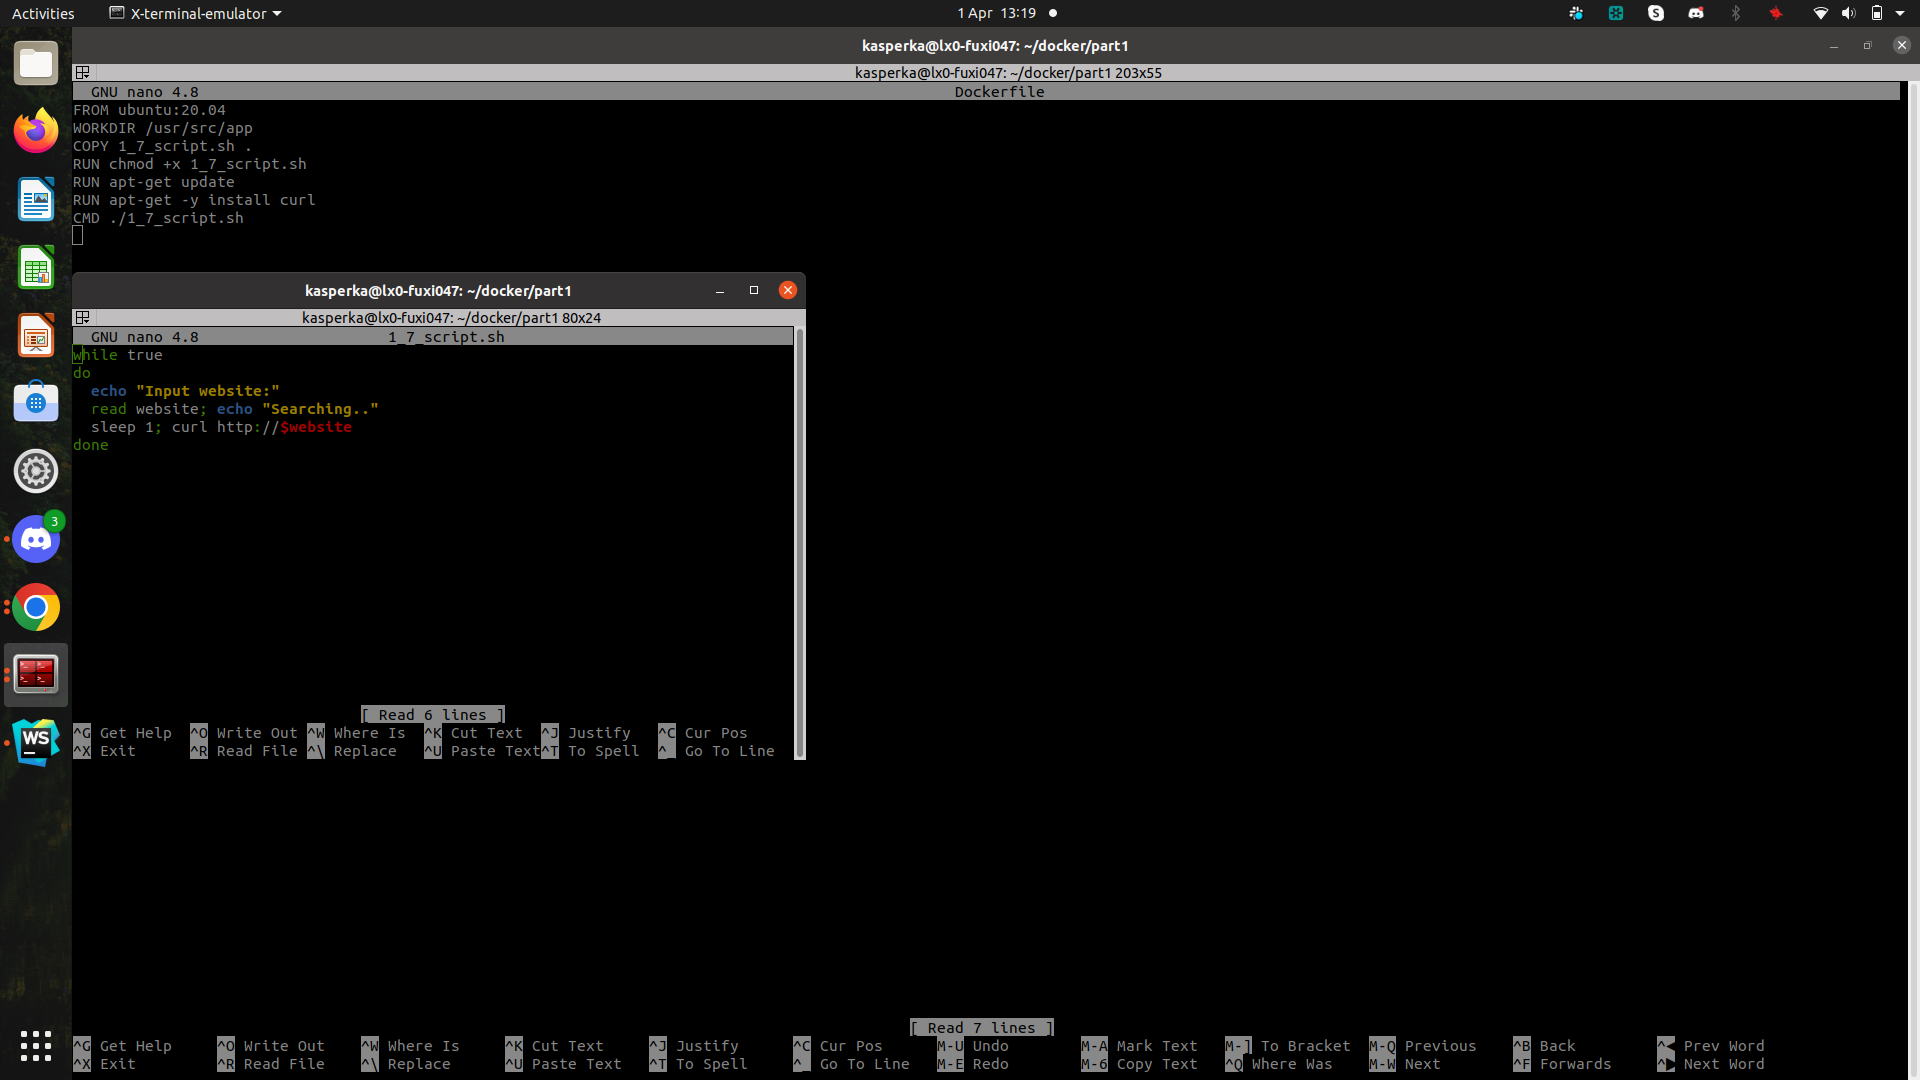 Activities X-terminal-emulator 1 Apr 13:19
kasperka@lx0-fuxi047: ~/docker/part1
kasperka@lx0-fuxi047: ~/docker/part1 203x55
GNU nano 4.8 Dockerfile
FROM ubuntu:20.04
WORKDIR /usr/src/app
COPY 1_7_script.sh .
RUN chmod +x 1_7_script.sh
RUN apt-get update
RUN apt-get -y install curl
CMD ./1_7_script.sh
kasperka@lx0-fuxi047: ~/docker/part1
kasperka@lx0-fuxi047: ~/docker/part1 80x24
GNU nano 4.8 1_7_script.sh
while true
do
  echo "Input website:"
  read website; echo "Searching.."
  sleep 1; curl http://$website
done
[ Read 6 lines ]
^G Get Help ^O Write Out ^W Where Is ^K Cut Text ^J Justify ^C Cur Pos
^X Exit ^R Read File ^\ Replace ^U Paste Text ^T To Spell ^_ Go To Line
3
WS
[ Read 7 lines ]
^G Get Help ^O Write Out ^W Where Is ^K Cut Text ^J Justify ^C Cur Pos M-U Undo M-A Mark Text M-] To Bracket M-Q Previous ^B Back ^◀ Prev Word
^X Exit ^R Read File ^\ Replace ^U Paste Text ^T To Spell ^_ Go To Line M-E Redo M-6 Copy Text ^Q Where Was M-W Next ^F Forwards ^▶ Next Word